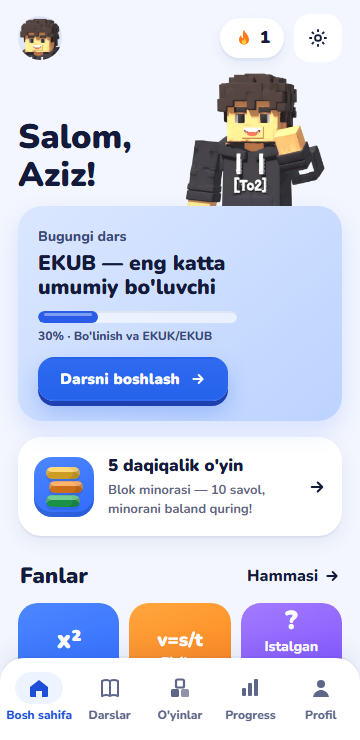 1
Salom,
Aziz!
[To2]
Bugungi dars
EKUB — eng katta
umumiy bo'luvchi
30% · Bo'linish va EKUK/EKUB
Darsni boshlash →
5 daqiqalik o'yin
Blok minorasi — 10 savol,
minorani baland quring!
→
Fanlar
Hammasi →
x²
v=s/t
?
Istalgan
Bosh sahifa
Darslar
O'yinlar
Progress
Profil